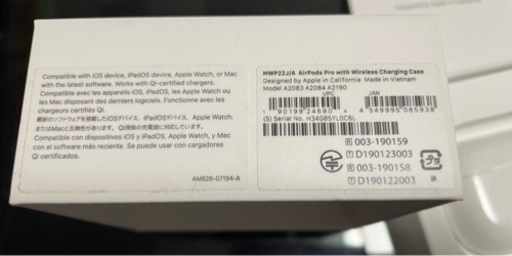 Compatible with iOS device, iPadOS device, Apple Watch, or Mac
with the latest software. Works with Qi-certified chargers.
Compatible avec les appareils iOS, iPadOS, Apple Watch ou
les Mac disposant des derniers logiciels. Fonctionne avec les
chargeurs certifiés Qi.
最新のソフトウェアを搭載したiOSデバイス、iPadOSデバイス、Apple Watch、
またはMacと互換性があります。Qi規格の充電器に対応しています。
Compatible con dispositivos iOS y iPadOS, Apple Watch, y Mac
con el software más reciente. Se puede usar con cargadores
Qi certificados.
AM826-07194-A
MWP22J/A AirPods Pro with Wireless Charging Case
Designed by Apple in California Made in Vietnam
Model A2083 A2084 A2190
UPC JAN
190199246904 4549995085938
(S) Serial No. H34G85YL0C6L
R 003-190159
T D190123003
R 003-190158
T D190122003